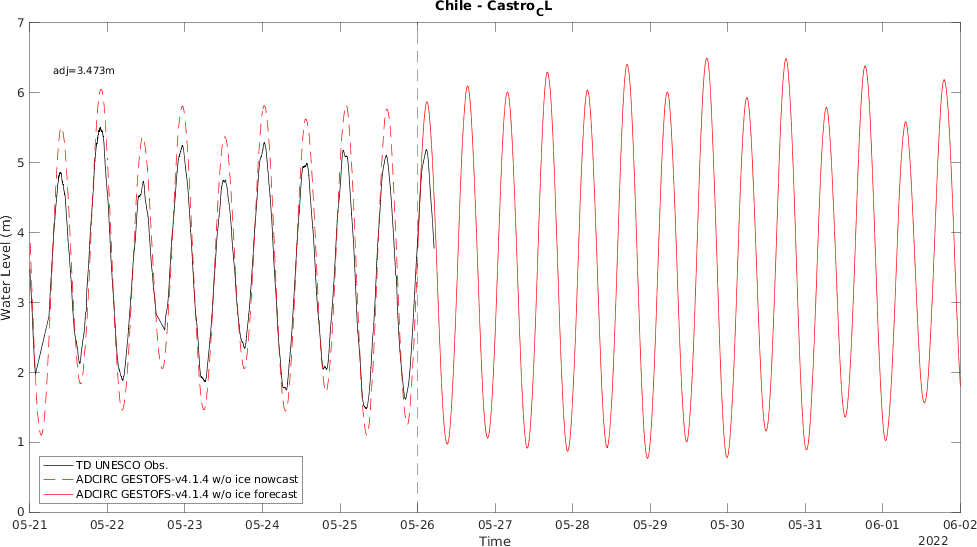 Chile - CastroCL
adj=3.473m
7
6
5
4
3
2
1
0
Water Level (m)
TD UNESCO Obs.
ADCIRC GESTOFS-v4.1.4 w/o ice nowcast
ADCIRC GESTOFS-v4.1.4 w/o ice forecast
05-21 05-22 05-23 05-24 05-25 05-26 05-27 05-28 05-29 05-30 05-31 06-01 06-02
Time
2022